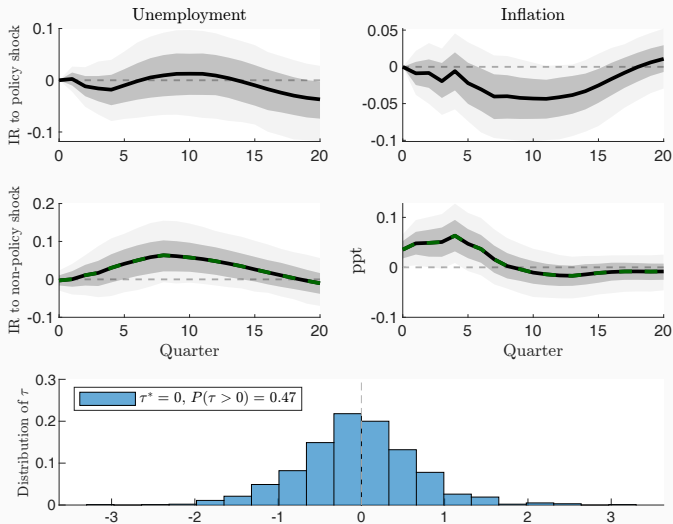 Unemployment
Inflation
IR to policy shock
0.1
0
-0.1
0 5 10 15 20
0.05
0
-0.05
-0.1
0 5 10 15 20
IR to non-policy shock
0.2
0.1
0
-0.1
0 5 10 15 20
Quarter
ppt
0.1
0
-0.1
0 5 10 15 20
Quarter
Distribution of τ
0.3
0.2
0.1
0
τ* = 0, P(τ > 0) = 0.47
-3 -2 -1 0 1 2 3